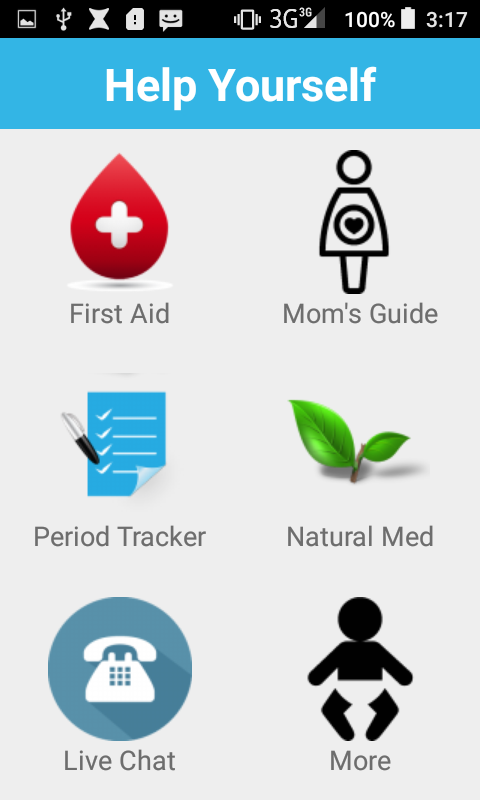 3G 3G 100% 3:17
Help Yourself
First Aid Mom's Guide
Period Tracker Natural Med
Live Chat More